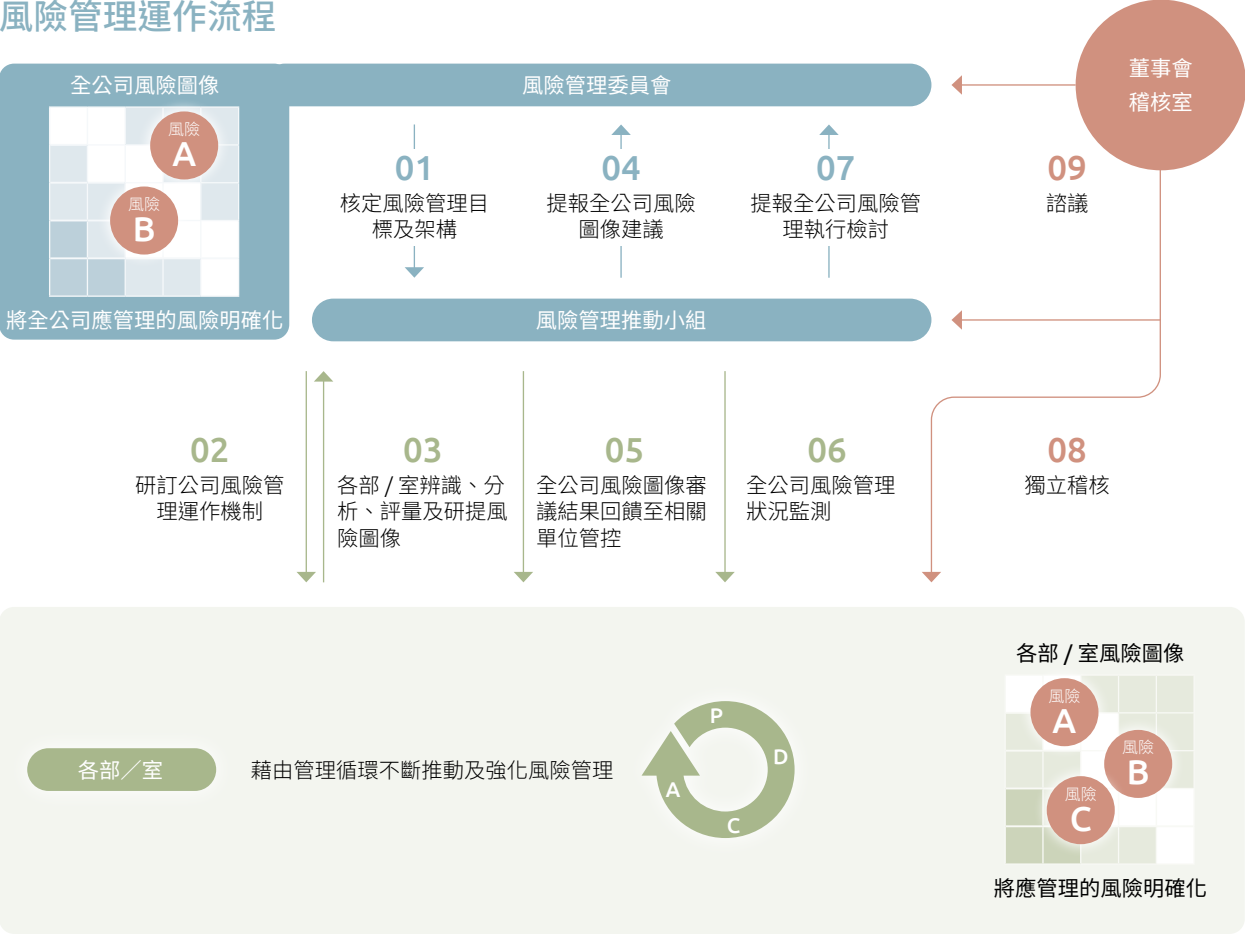 風險管理運作流程
全公司風險圖像
風險
A
風險
B
將全公司應管理的風險明確化
風險管理委員會
董事會
稽核室
01
核定風險管理目
標及架構
04
提報全公司風險
圖像建議
07
提報全公司風險管
理執行檢討
09
諮議
風險管理推動小組
02
研訂公司風險管
理運作機制
03
各部 / 室辨識、分
析、評量及研提風
險圖像
05
全公司風險圖像審
議結果回饋至相關
單位管控
06
全公司風險管理
狀況監測
08
獨立稽核
各部／室
藉由管理循環不斷推動及強化風險管理
P
D
C
A
各部 / 室風險圖像
風險
A
風險
B
風險
C
將應管理的風險明確化